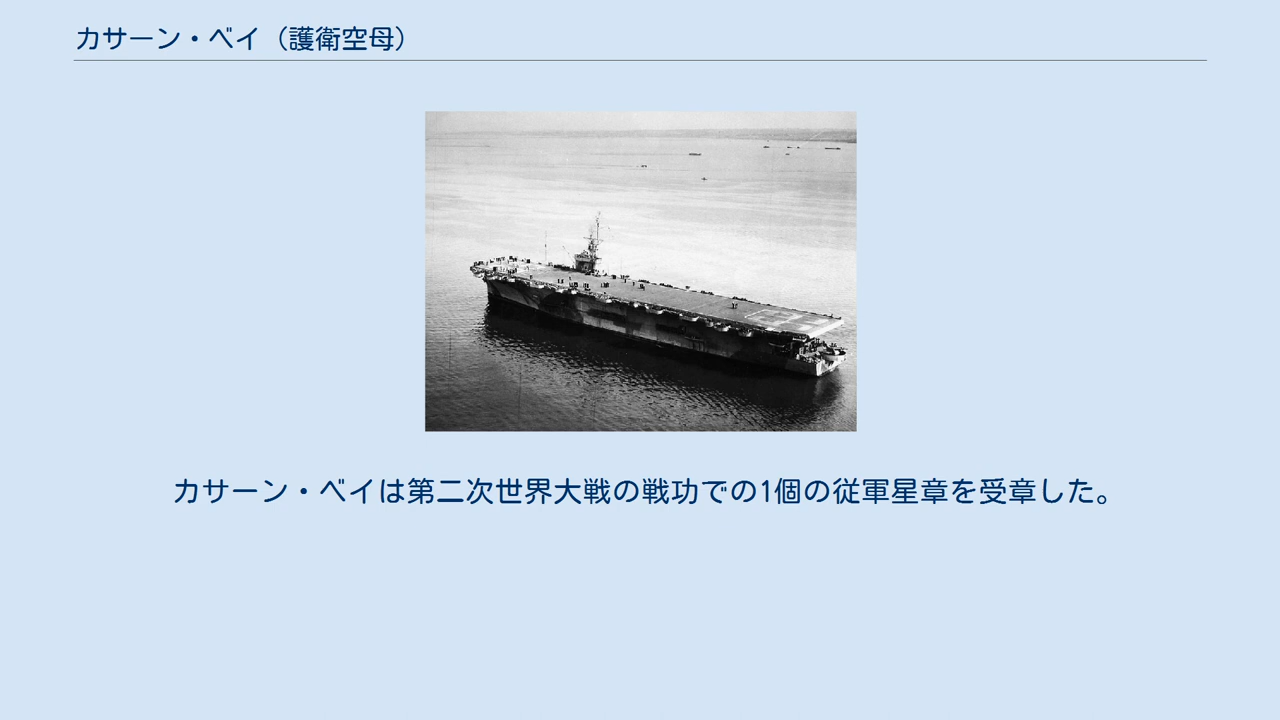 カサーン・ベイ（護衛空母）
カサーン・ベイは第二次世界大戦の戦功での1個の従軍星章を受章した。